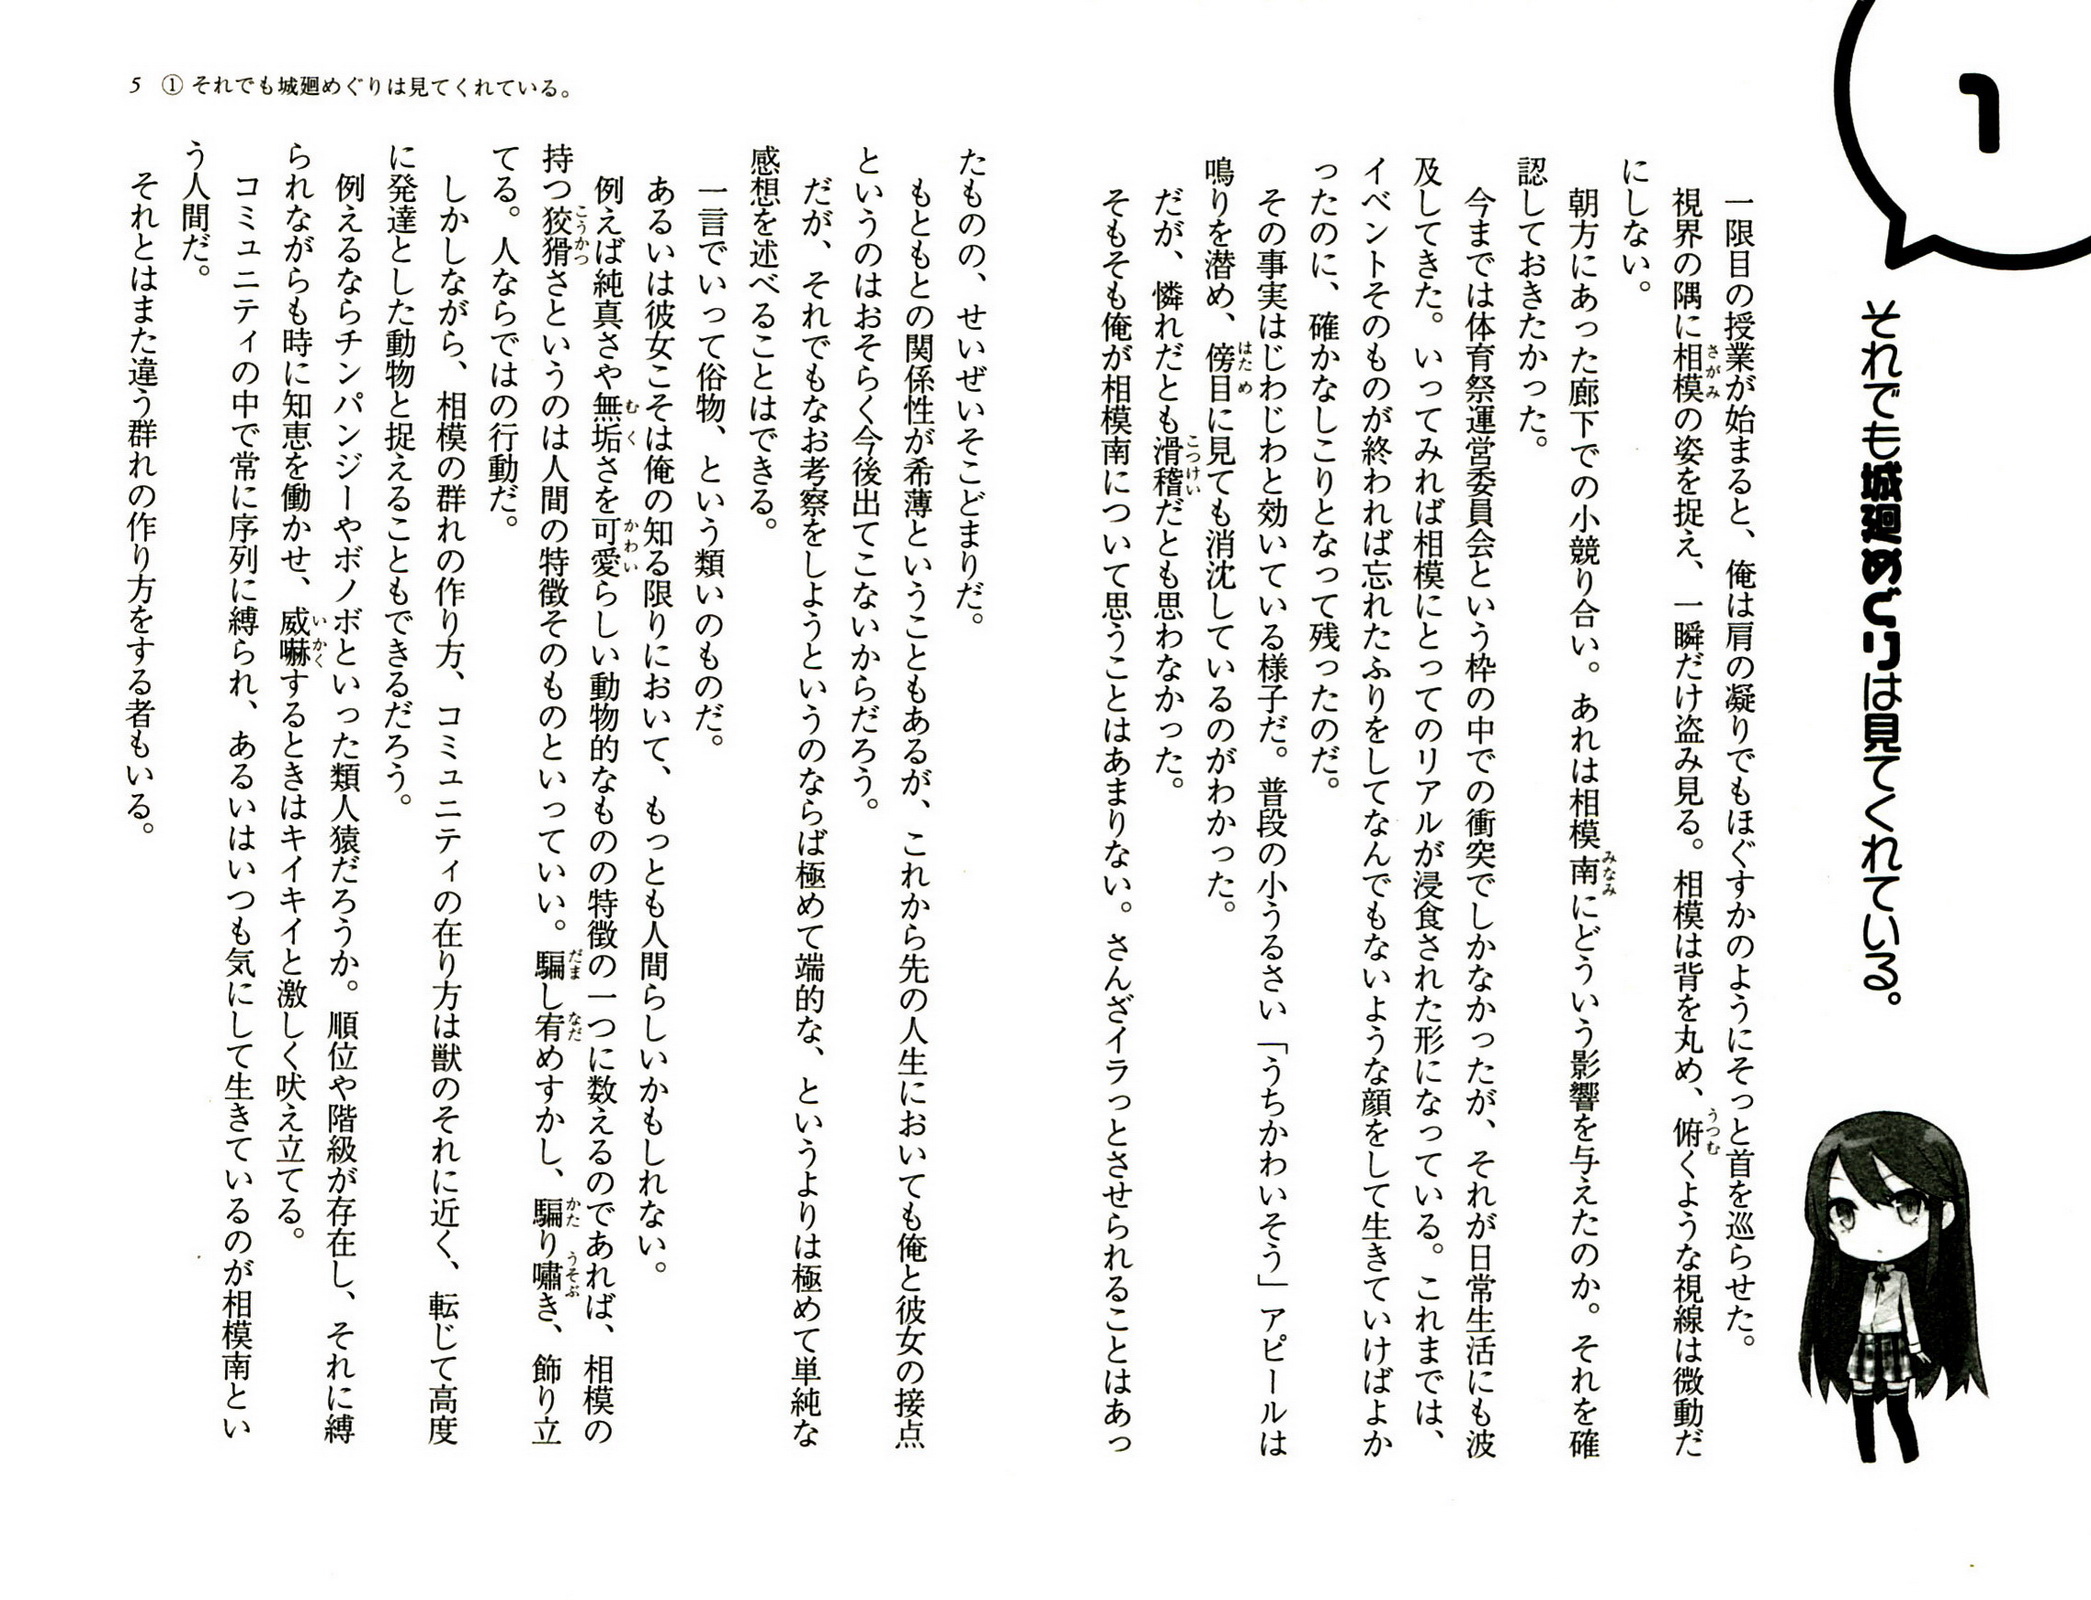 1
それでも城廻めぐりは見てくれている。
一限目の授業が始まると、俺は肩の凝りでもほぐすかのようにそっと首を巡らせた。
視界の隅に相模の姿を捉え、一瞬だけ盗み見る。相模は背を丸め、俯くような視線は微動だ
にしない。
朝方にあった廊下での小競り合い。あれは相模南にどういう影響を与えたのか。それを確
認しておきたかった。
今までは体育祭運営委員会という枠の中での衝突でしかなかったが、それが日常生活にも波
及してきた。いってみれば相模にとってのリアルが浸食された形になっている。これまでは、
イベントそのものが終われば忘れたふりをしてなんでもないような顔をして生きていけばよか
ったのに、確かなしこりとなって残ったのだ。
その事実はじわじわと効いている様子だ。普段の小うるさい「うちかわいそう」アピールは
鳴りを潜め、傍目に見ても消沈しているのがわかった。
だが、憐れだとも滑稽だとも思わなかった。
そもそも俺が相模南について思うことはあまりない。さんざイラっとさせられることはあっ
たものの、せいぜいそこどまりだ。
もともとの関係性が希薄ということもあるが、これから先の人生においても俺と彼女の接点
というのはおそらく今後出てこないからだろう。
だが、それでもなお考察をしようというのならば極めて端的な、というよりは極めて単純な
感想を述べることはできる。
一言でいって俗物、という類いのものだ。
あるいは彼女こそは俺の知る限りにおいて、もっとも人間らしいかもしれない。
例えば純真さや無垢さを可愛らしい動物的なものの特徴の一つに数えるのであれば、相模の
持つ狡猾さというのは人間の特徴そのものといっていい。騙し宥めすかし、騙り嘯き、飾り立
てる。人ならではの行動だ。
しかしながら、相模の群れの作り方、コミュニティの在り方は獣のそれに近く、転じて高度
に発達とした動物と捉えることもできるだろう。
例えるならチンパンジーやボノボといった類人猿だろうか。順位や階級が存在し、それに縛
られながらも時に知恵を働かせ、威嚇するときはキイキイと激しく吠え立てる。
コミュニティの中で常に序列に縛られ、あるいはいつも気にして生きているのが相模南とい
う人間だ。
それとはまた違う群れの作り方をする者もいる。
5 ① それでも城廻めぐりは見てくれている。